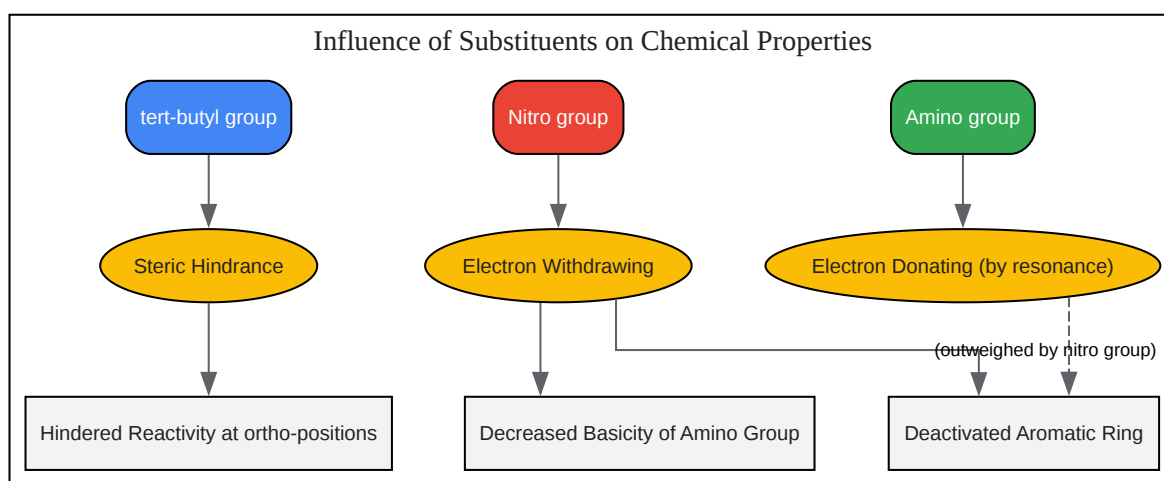 Influence of Substituents on Chemical Properties
tert-butyl group
Nitro group
Amino group
Steric Hindrance
Electron Withdrawing
Electron Donating (by resonance)
(outweighed by nitro group)
Hindered Reactivity at ortho-positions
Decreased Basicity of Amino Group
Deactivated Aromatic Ring